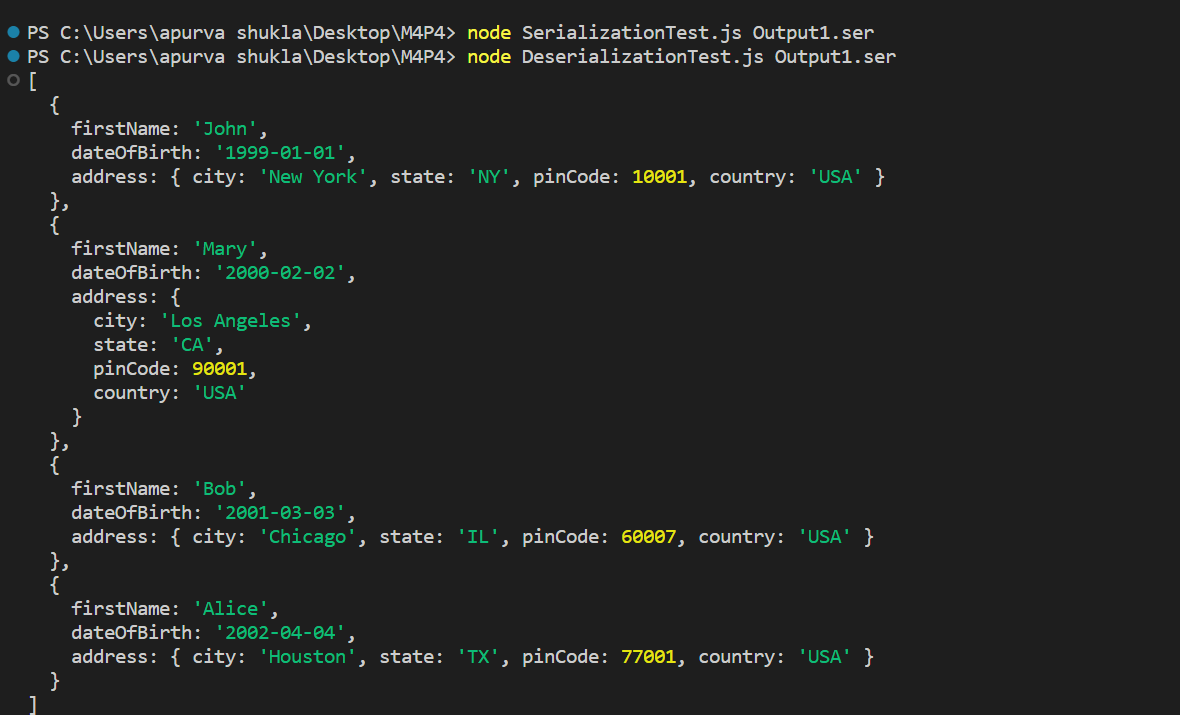 PS C:\Users\apurva shukla\Desktop\M4P4> node SerializationTest.js Output1.ser
PS C:\Users\apurva shukla\Desktop\M4P4> node DeserializationTest.js Output1.ser
[
  {
    firstName: 'John',
    dateOfBirth: '1999-01-01',
    address: { city: 'New York', state: 'NY', pinCode: 10001, country: 'USA' }
  },
  {
    firstName: 'Mary',
    dateOfBirth: '2000-02-02',
    address: {
      city: 'Los Angeles',
      state: 'CA',
      pinCode: 90001,
      country: 'USA'
    }
  },
  {
    firstName: 'Bob',
    dateOfBirth: '2001-03-03',
    address: { city: 'Chicago', state: 'IL', pinCode: 60007, country: 'USA' }
  },
  {
    firstName: 'Alice',
    dateOfBirth: '2002-04-04',
    address: { city: 'Houston', state: 'TX', pinCode: 77001, country: 'USA' }
  }
]